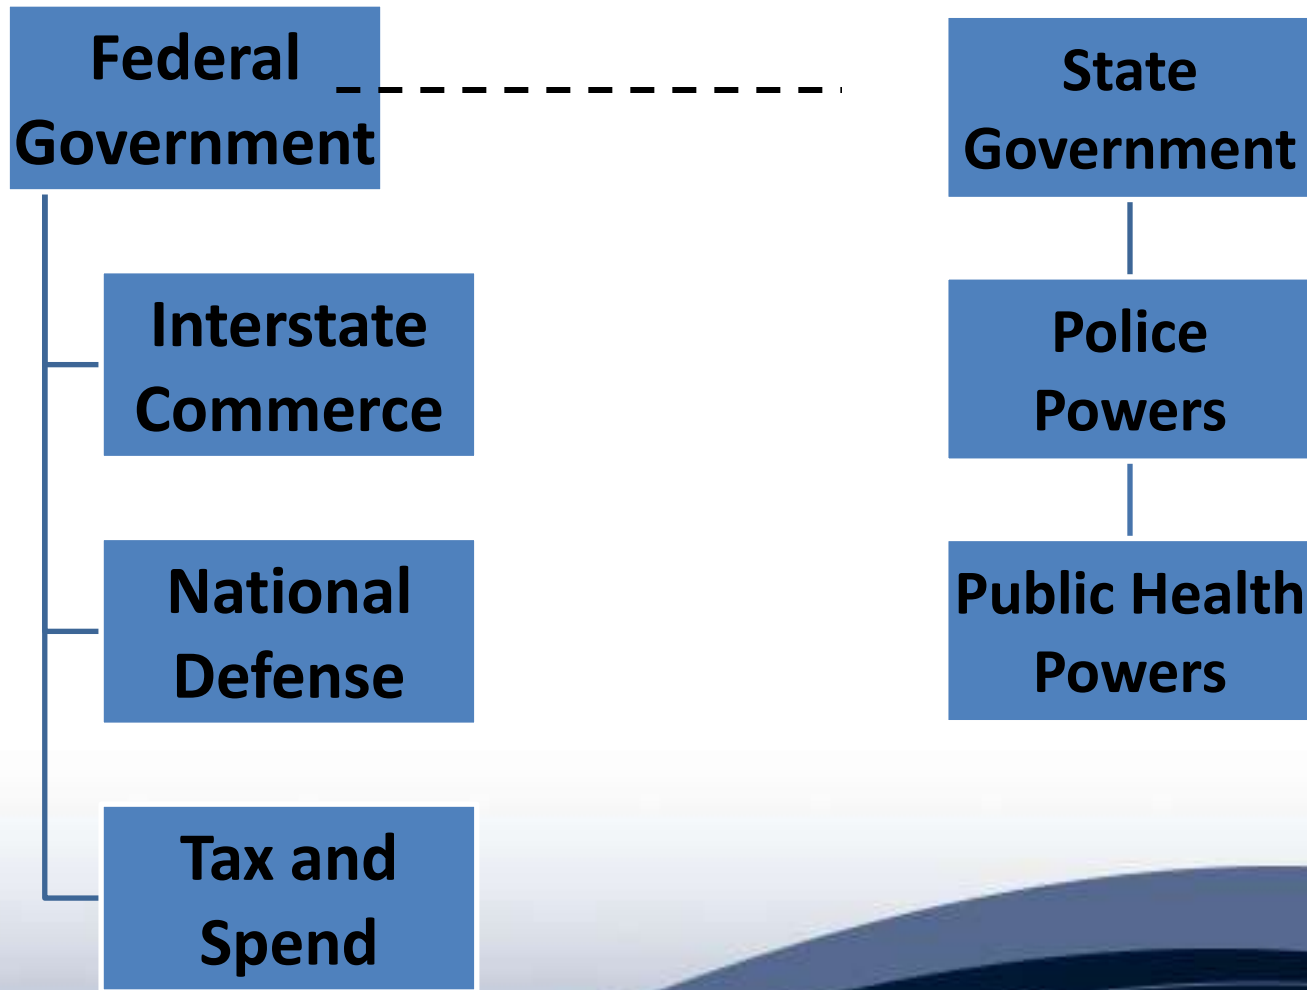 Federal
Government
Interstate
Commerce
National
Defense
Tax and
Spend
State
Government
Police
Powers
Public Health
Powers